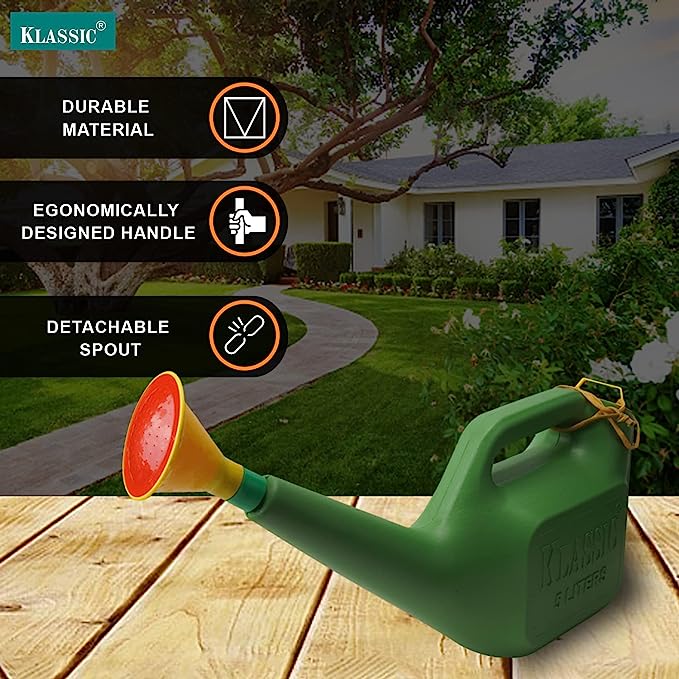 KLASSIC®
DURABLE
MATERIAL
EGONOMICALLY
DESIGNED HANDLE
DETACHABLE
SPOUT
KLASSIC
5 LITERS